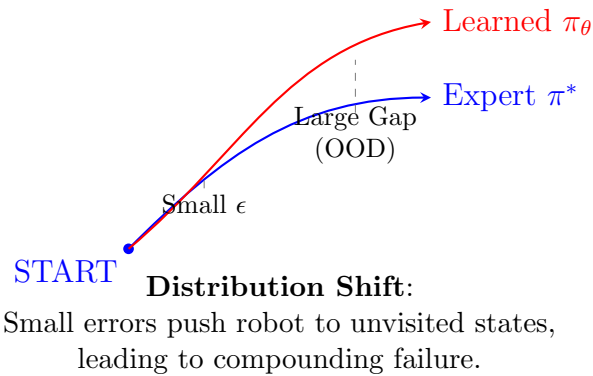 Learned π_θ
Expert π*
Large Gap
(OOD)
Small ϵ
START
Distribution Shift:
Small errors push robot to unvisited states,
leading to compounding failure.